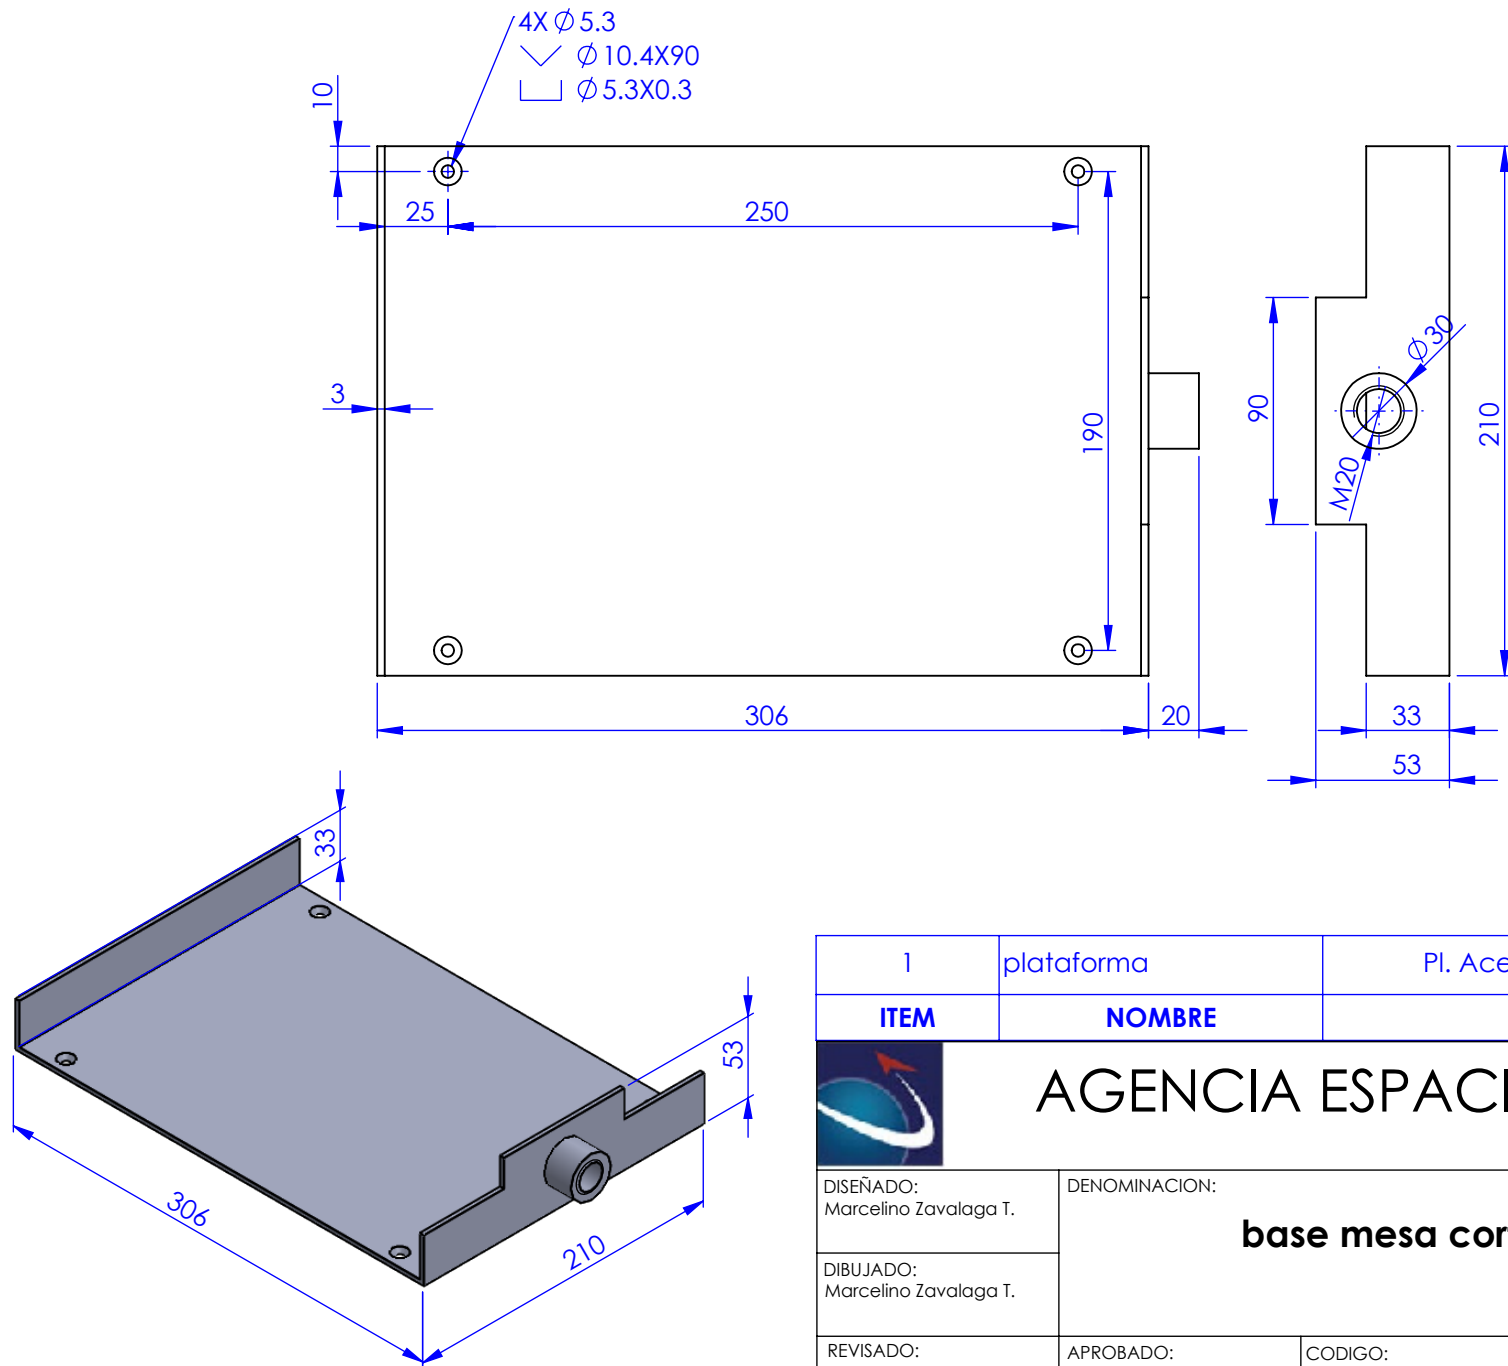 4X ∅ 5.3
∅ 10.4X90
∅ 5.3X0.3
10
25
250
3
190
306
20
90
∅30
M20
210
33
53
33
53
306
210
1 plataforma Pl. Ace
ITEM NOMBRE
AGENCIA ESPACI
DISEÑADO:
Marcelino Zavalaga T.
DENOMINACION:
base mesa cor
DIBUJADO:
Marcelino Zavalaga T.
REVISADO: APROBADO: CODIGO: